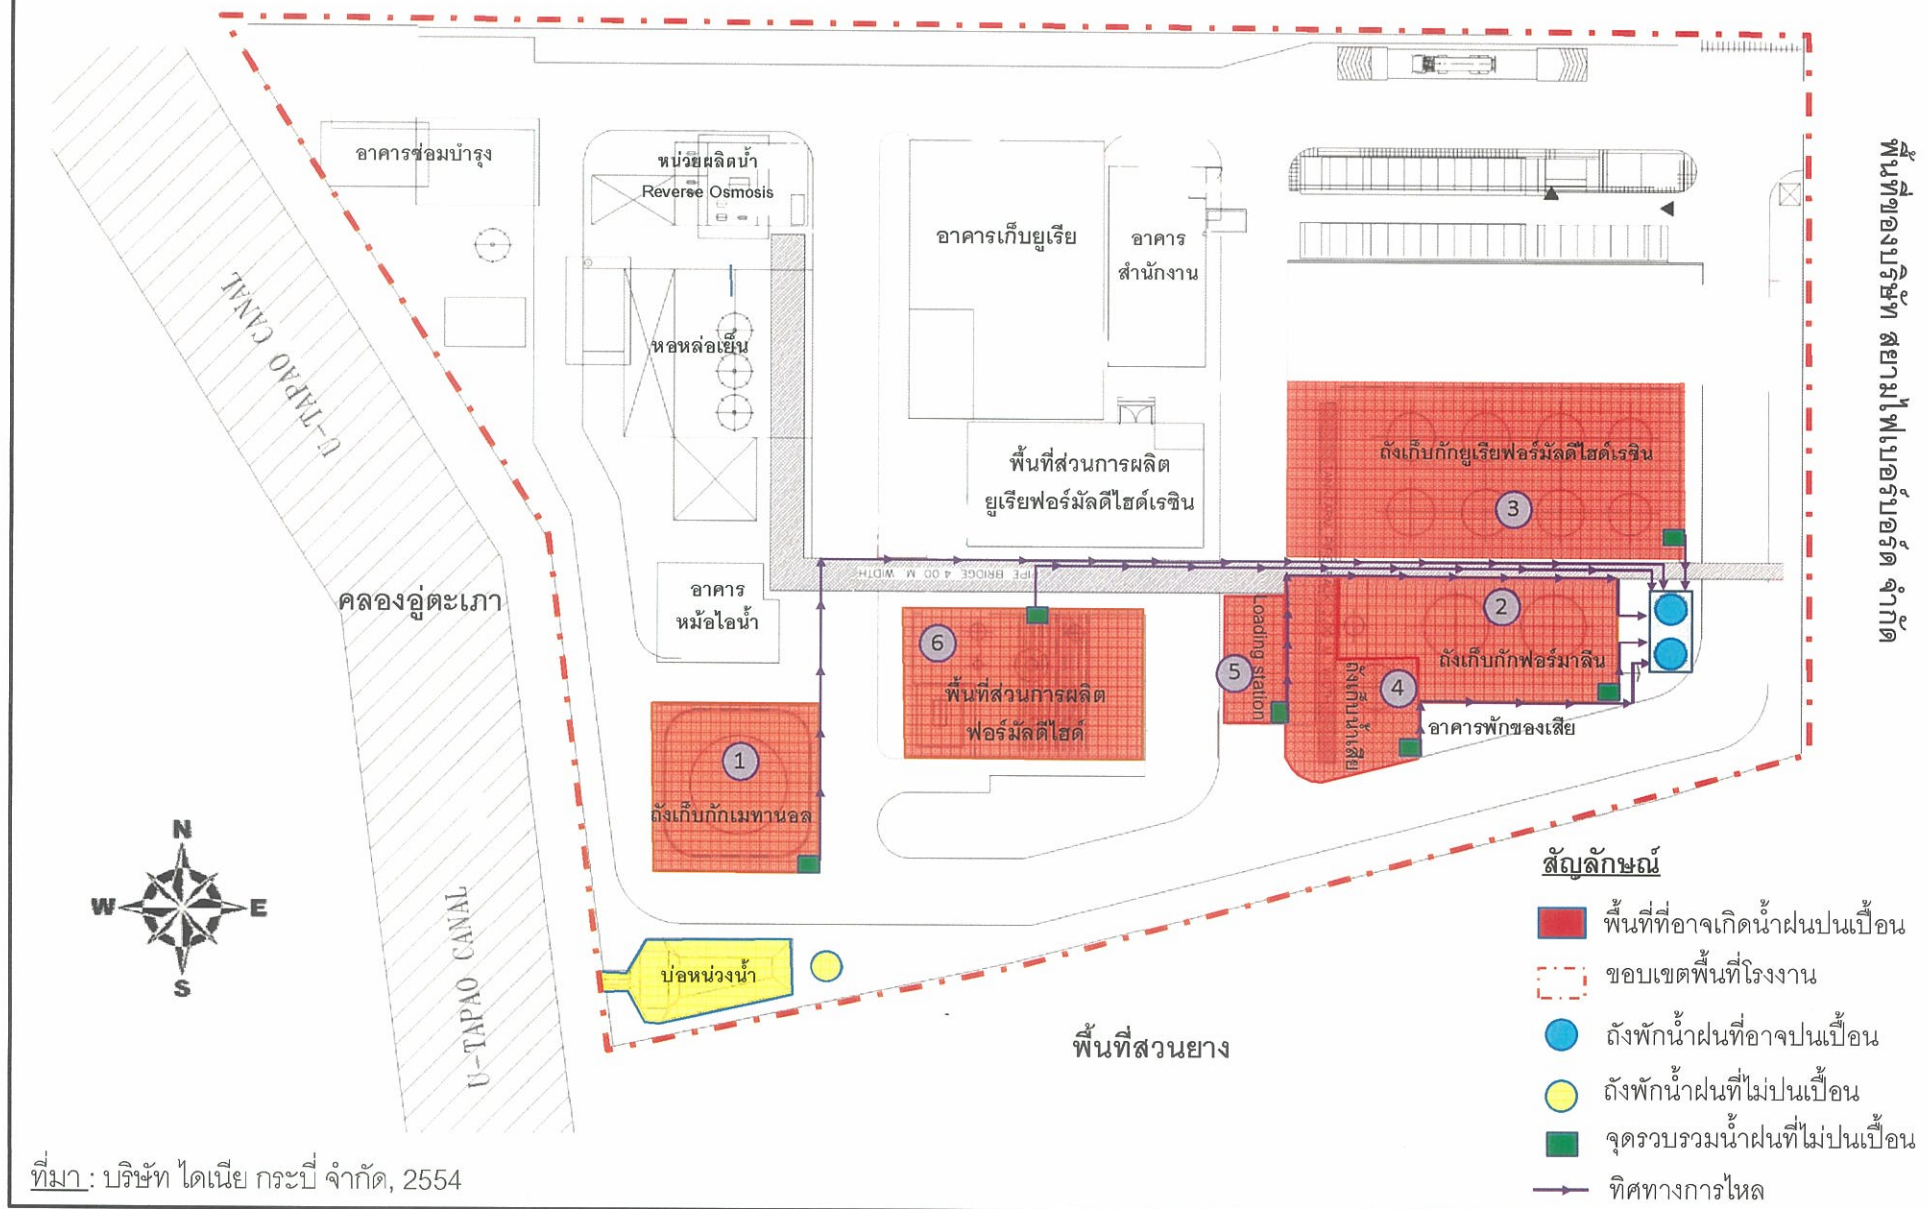 อาคารซ่อมบำรุง
หน่วยผลิตน้ำ
Reverse Osmosis
อาคารเก็บยูเรีย
อาคาร
สำนักงาน
พื้นที่ของบริษัท สยามไฟเบอร์บอร์ด จำกัด
U-TAPAO CANAL
หอหล่อเย็น
ถังเก็บกักยูเรียฟอร์มัลดีไฮด์เรซิน
3
พื้นที่ส่วนการผลิต
ยูเรียฟอร์มัลดีไฮด์เรซิน
PIPE BRIDGE 4.00 M. WIDTH
คลองอู่ตะเภา
อาคาร
หม้อไอน้ำ
6
พื้นที่ส่วนการผลิต
ฟอร์มัลดีไฮด์
5
Loading station
2
ถังเก็บกักฟอร์มาลีน
4
ถังเก็บน้ำเสีย
อาคารพักของเสีย
1
ถังเก็บกักเมทานอล
N
W
E
S
U-TAPAO CANAL
บ่อหน่วงน้ำ
พื้นที่สวนยาง
สัญลักษณ์
พื้นที่ที่อาจเกิดน้ำฝนปนเปื้อน
ขอบเขตพื้นที่โรงงาน
ถังพักน้ำฝนที่อาจปนเปื้อน
ถังพักน้ำฝนที่ไม่ปนเปื้อน
จุดรวบรวมน้ำฝนที่ไม่ปนเปื้อน
ทิศทางการไหล
ที่มา : บริษัท ไดเนีย กระบี่ จำกัด, 2554